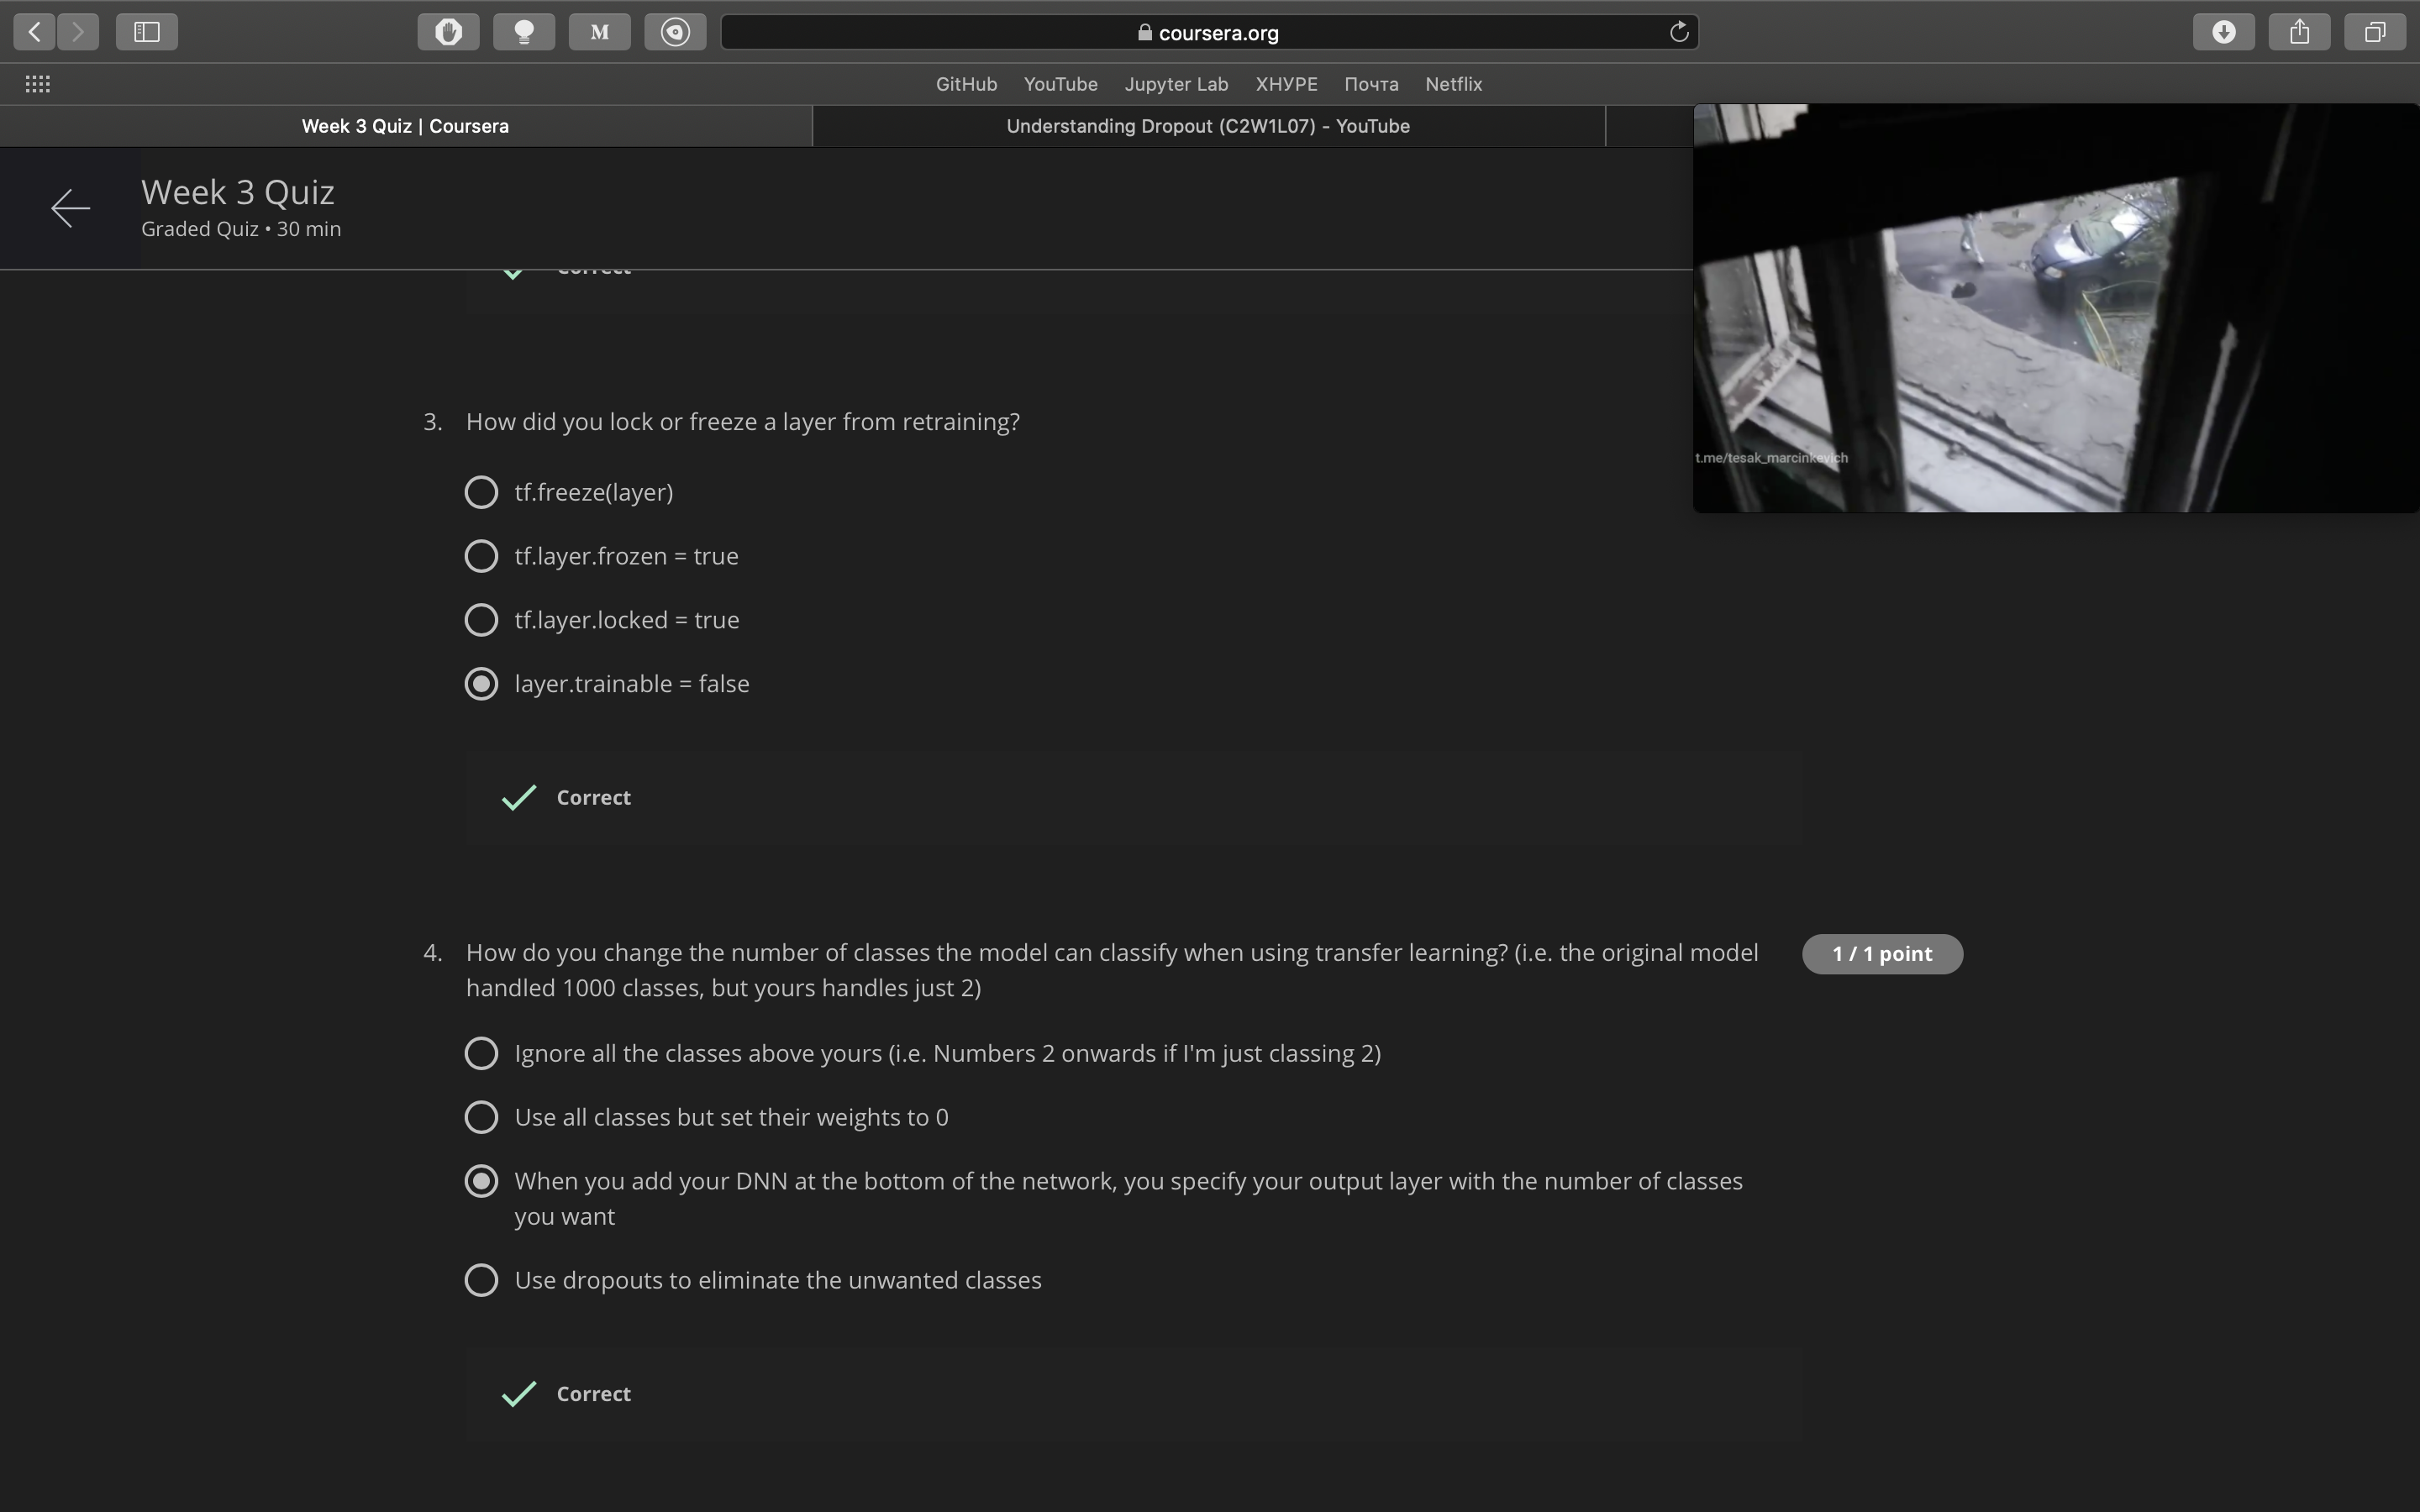 coursera.org
GitHub YouTube Jupyter Lab ХНУРЕ Почта Netflix
Week 3 Quiz | Coursera
Understanding Dropout (C2W1L07) - YouTube
Week 3 Quiz
Graded Quiz • 30 min
Correct
t.me/tesak_marcinkevich
3. How did you lock or freeze a layer from retraining?
tf.freeze(layer)
tf.layer.frozen = true
tf.layer.locked = true
layer.trainable = false
Correct
4. How do you change the number of classes the model can classify when using transfer learning? (i.e. the original model
handled 1000 classes, but yours handles just 2)
1 / 1 point
Ignore all the classes above yours (i.e. Numbers 2 onwards if I'm just classing 2)
Use all classes but set their weights to 0
When you add your DNN at the bottom of the network, you specify your output layer with the number of classes
you want
Use dropouts to eliminate the unwanted classes
Correct